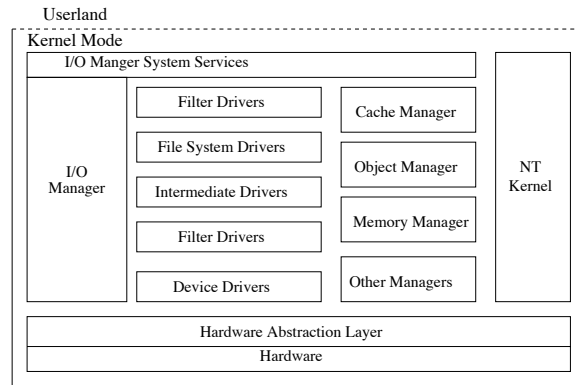 Userland
Kernel Mode
I/O Manger System Services
I/O
Manager
Filter Drivers
File System Drivers
Intermediate Drivers
Filter Drivers
Device Drivers
Cache Manager
Object Manager
Memory Manager
Other Managers
NT
Kernel
Hardware Abstraction Layer
Hardware